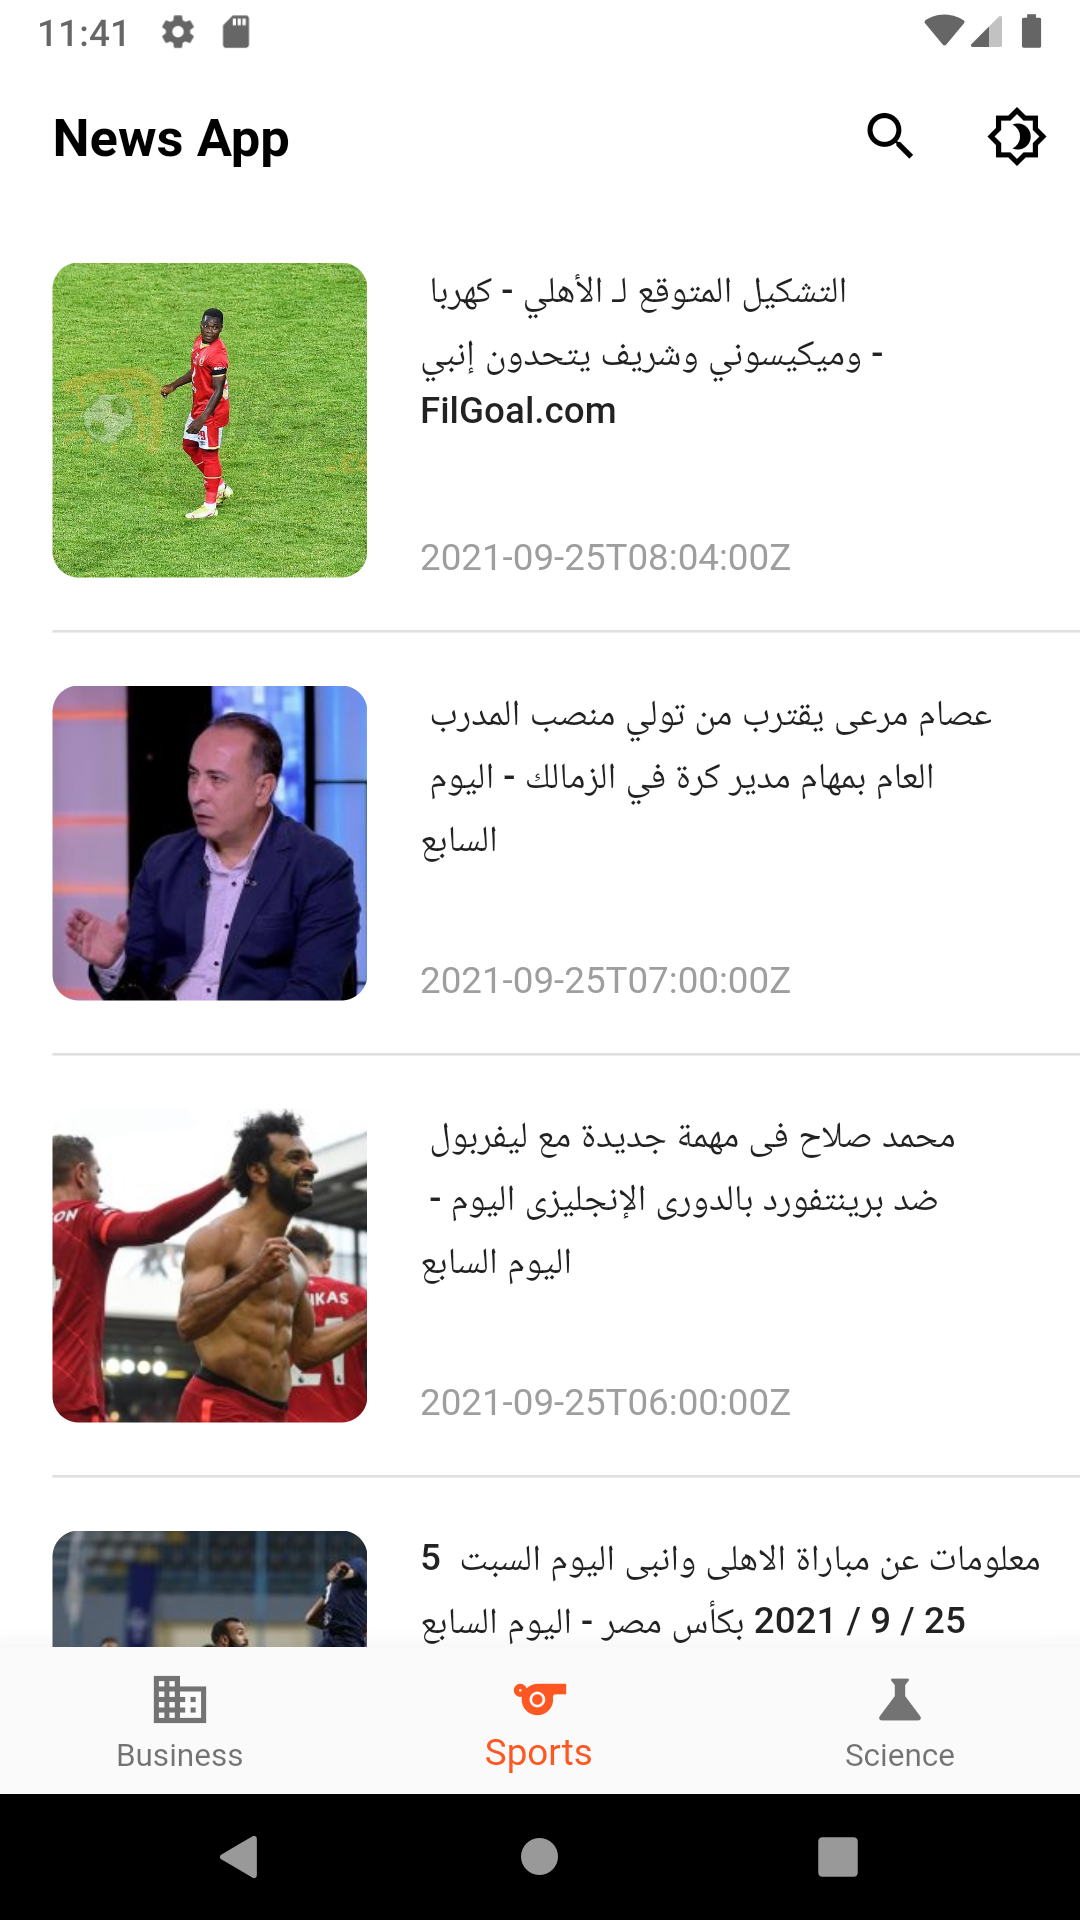 11:41
News App
التشكيل المتوقع لـ الأهلي - كهربا
وميكيسوني وشريف يتحدون إنبي -
FilGoal.com
2021-09-25T08:04:00Z
عصام مرعى يقترب من تولي منصب المدرب
العام بمهام مدير كرة في الزمالك - اليوم
السابع
2021-09-25T07:00:00Z
محمد صلاح فى مهمة جديدة مع ليفربول
ضد برينتفورد بالدورى الإنجليزى اليوم -
اليوم السابع
2021-09-25T06:00:00Z
5 معلومات عن مباراة الاهلى وانبى اليوم السبت
25 / 9 / 2021 بكأس مصر - اليوم السابع
Business
Sports
Science